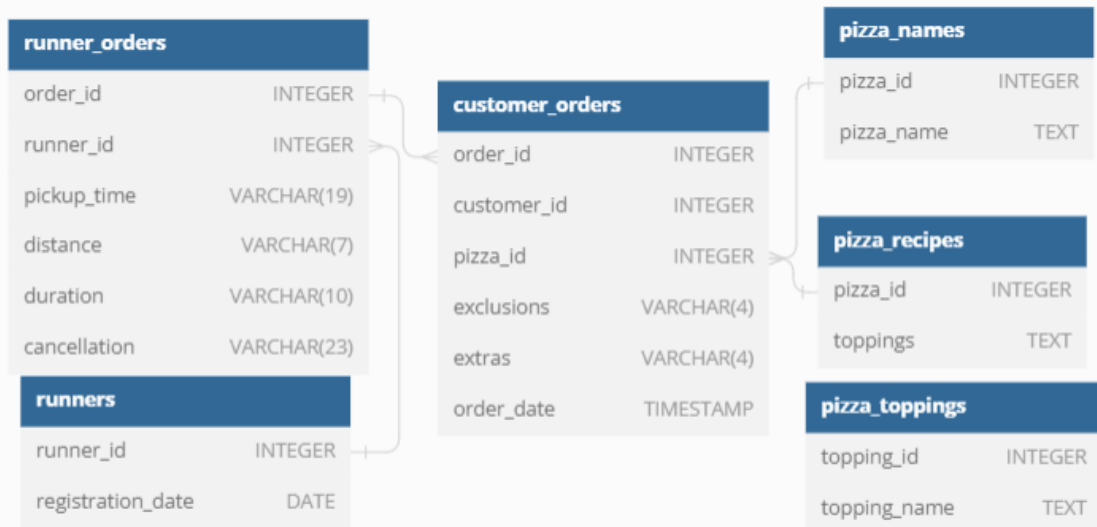 runner_orders
order_id INTEGER
runner_id INTEGER
pickup_time VARCHAR(19)
distance VARCHAR(7)
duration VARCHAR(10)
cancellation VARCHAR(23)
runners
runner_id INTEGER
registration_date DATE
customer_orders
order_id INTEGER
customer_id INTEGER
pizza_id INTEGER
exclusions VARCHAR(4)
extras VARCHAR(4)
order_date TIMESTAMP
pizza_names
pizza_id INTEGER
pizza_name TEXT
pizza_recipes
pizza_id INTEGER
toppings TEXT
pizza_toppings
topping_id INTEGER
topping_name TEXT